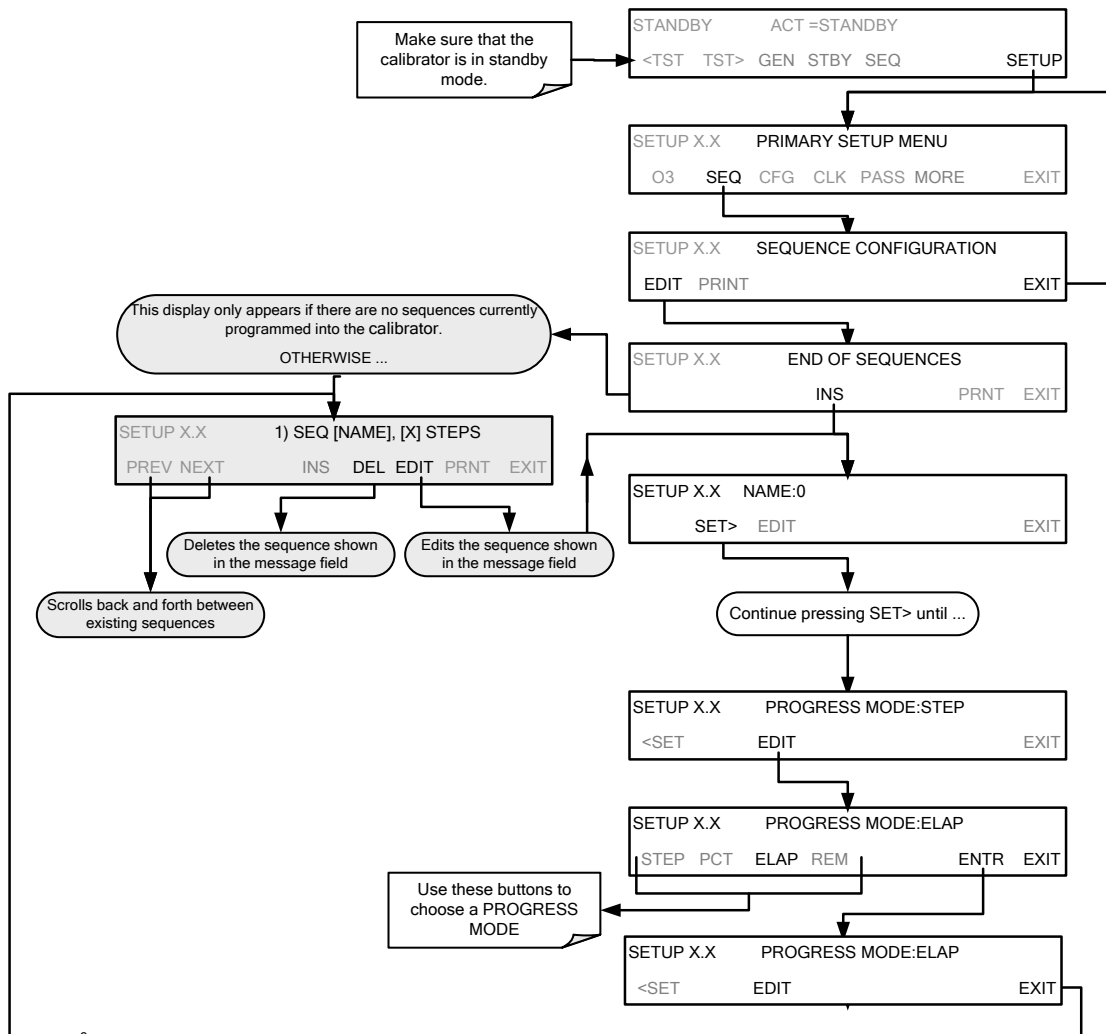 Make sure that the
calibrator is in standby
mode.
STANDBY ACT =STANDBY
<TST TST> GEN STBY SEQ SETUP
SETUP X.X PRIMARY SETUP MENU
O3 SEQ CFG CLK PASS MORE EXIT
SETUP X.X SEQUENCE CONFIGURATION
EDIT PRINT EXIT
This display only appears if there are no sequences currently
programmed into the calibrator.
OTHERWISE ...
SETUP X.X END OF SEQUENCES
INS PRNT EXIT
SETUP X.X 1) SEQ [NAME], [X] STEPS
PREV NEXT INS DEL EDIT PRNT EXIT
Deletes the sequence shown
in the message field
Edits the sequence shown
in the message field
Scrolls back and forth between
existing sequences
SETUP X.X NAME:0
SET> EDIT EXIT
Continue pressing SET> until ...
SETUP X.X PROGRESS MODE:STEP
<SET EDIT EXIT
SETUP X.X PROGRESS MODE:ELAP
STEP PCT ELAP REM ENTR EXIT
Use these buttons to
choose a PROGRESS
MODE
SETUP X.X PROGRESS MODE:ELAP
<SET EDIT EXIT